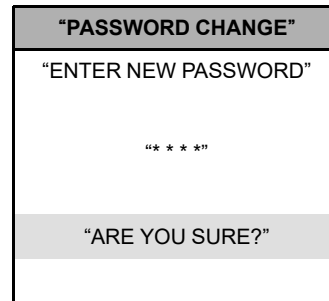 “PASSWORD CHANGE”
“ENTER NEW PASSWORD”
“* * * *”
“ARE YOU SURE?”